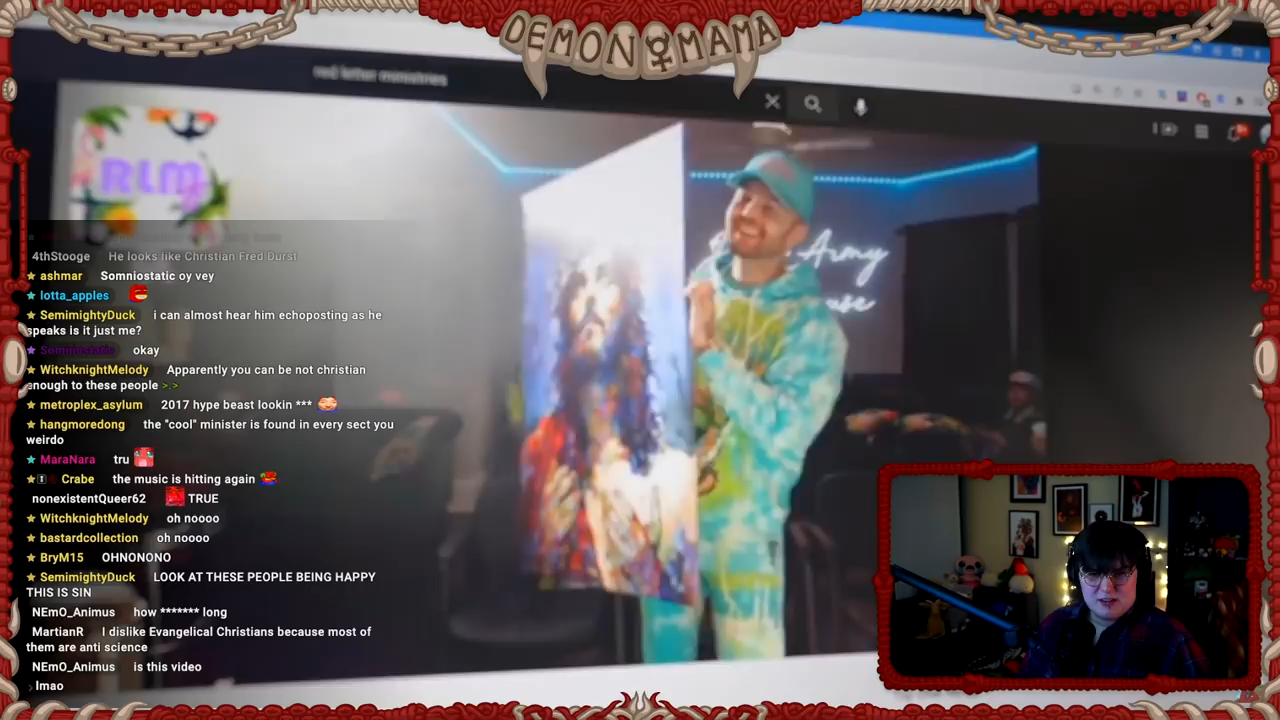 DEMON MAMA
red letter ministries
RLM
Army
use
4thStooge He looks like Christian Fred Durst
ashmar Somniostatic oy vey
lotta_apples
SemimightyDuck i can almost hear him echoposting as he
speaks is it just me?
Somniostatic okay
WitchknightMelody Apparently you can be not christian
enough to these people >.>
metroplex_asylum 2017 hype beast lookin ***
hangmoredong the "cool" minister is found in every sect you
weirdo
MaraNara tru
Crabe the music is hitting again
nonexistentQueer62 TRUE
WitchknightMelody oh noooo
bastardcollection oh noooo
BryM15 OHNONONO
SemimightyDuck LOOK AT THESE PEOPLE BEING HAPPY
THIS IS SIN
NEmO_Animus how ******* long
MartianR I dislike Evangelical Christians because most of
them are anti science
NEmO_Animus is this video
lmao